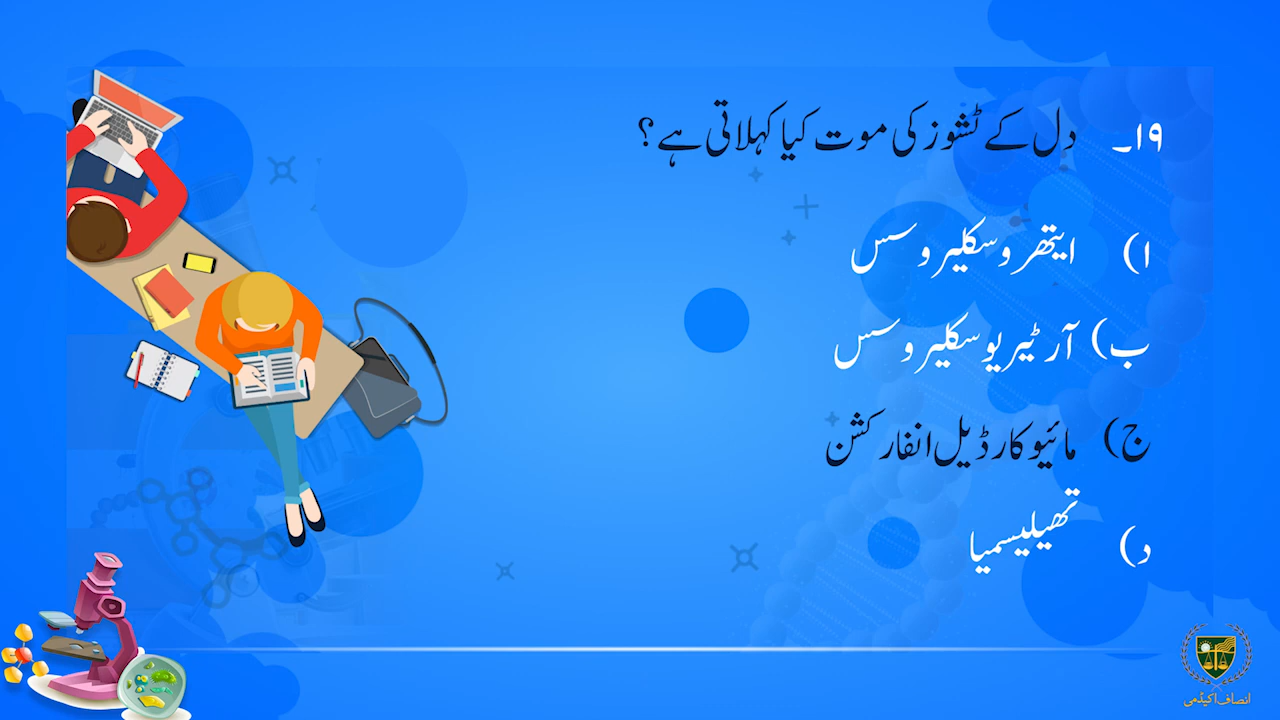 ۱۹۔ دل کے ٹشوز کی موت کیا کہلاتی ہے؟
ا) ایتھروسکلیروسس
ب) آرٹیریوسکلیروسس
ج) مائیوکارڈیل انفارکشن
د) تھیلیسمیا
انصاف اکیڈمی